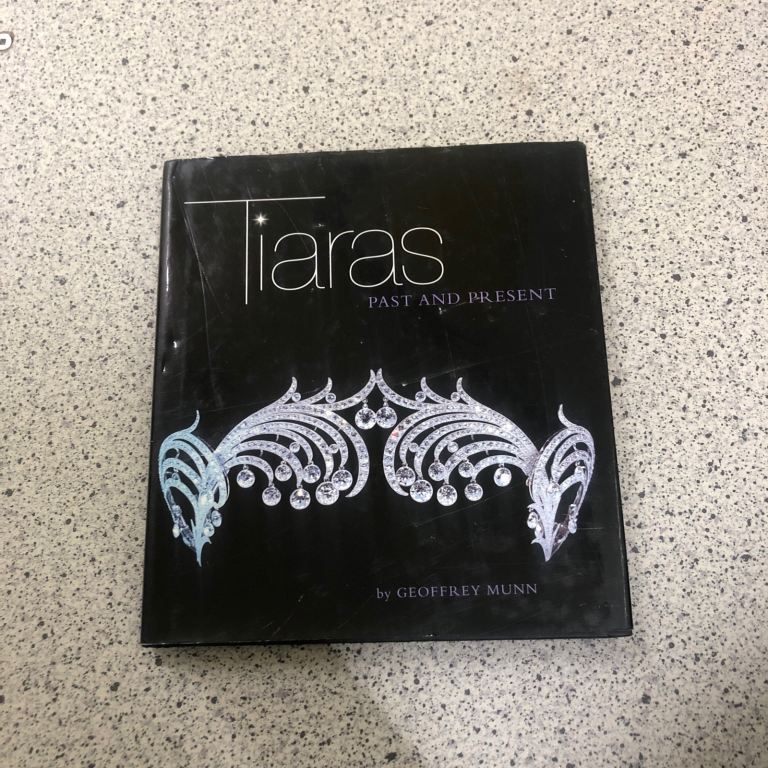 Tiaras
PAST AND PRESENT
by GEOFFREY MUNN